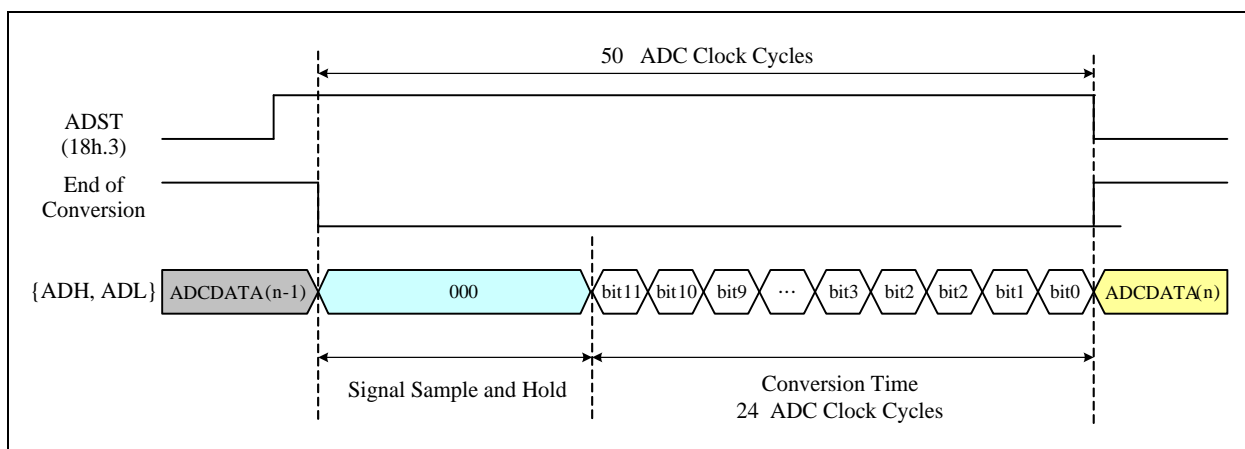 50 ADC Clock Cycles
ADST
(18h.3)
End of
Conversion
{ADH, ADL}
ADCDATA(n-1)
000
bit11
bit10
bit9
...
bit3
bit2
bit2
bit1
bit0
ADCDATA(n)
Signal Sample and Hold
Conversion Time
24 ADC Clock Cycles